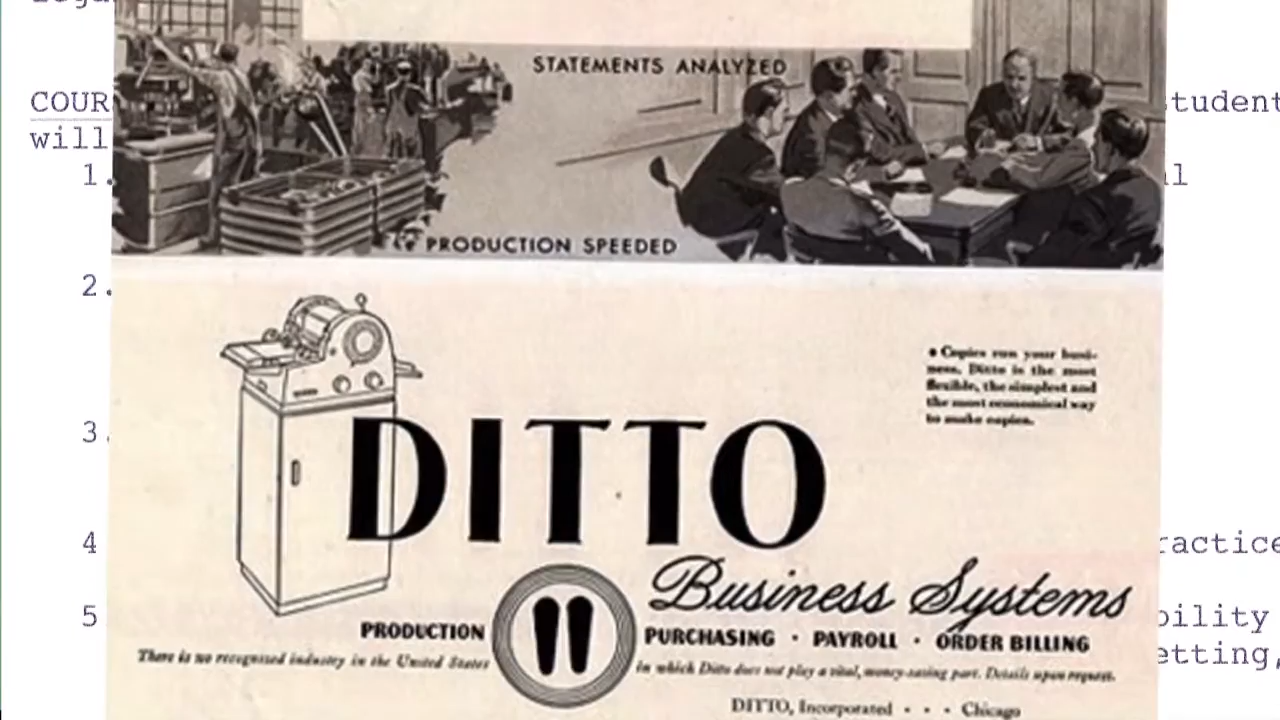 COUR
tudent
will
1.
l
STATEMENTS ANALYZED
PRODUCTION SPEEDED
2.
3.
4
ractice
5
bility
etting,
• Copies run your busi-
ness. Ditto is the most
flexible, the simplest and
the most economical way
to make copies.
DITTO
Business Systems
PRODUCTION
PURCHASING · PAYROLL · ORDER BILLING
There is no recognized industry in the United States
in which Ditto does not play a vital, money-saving part. Details upon request.
DITTO, Incorporated · · · Chicago